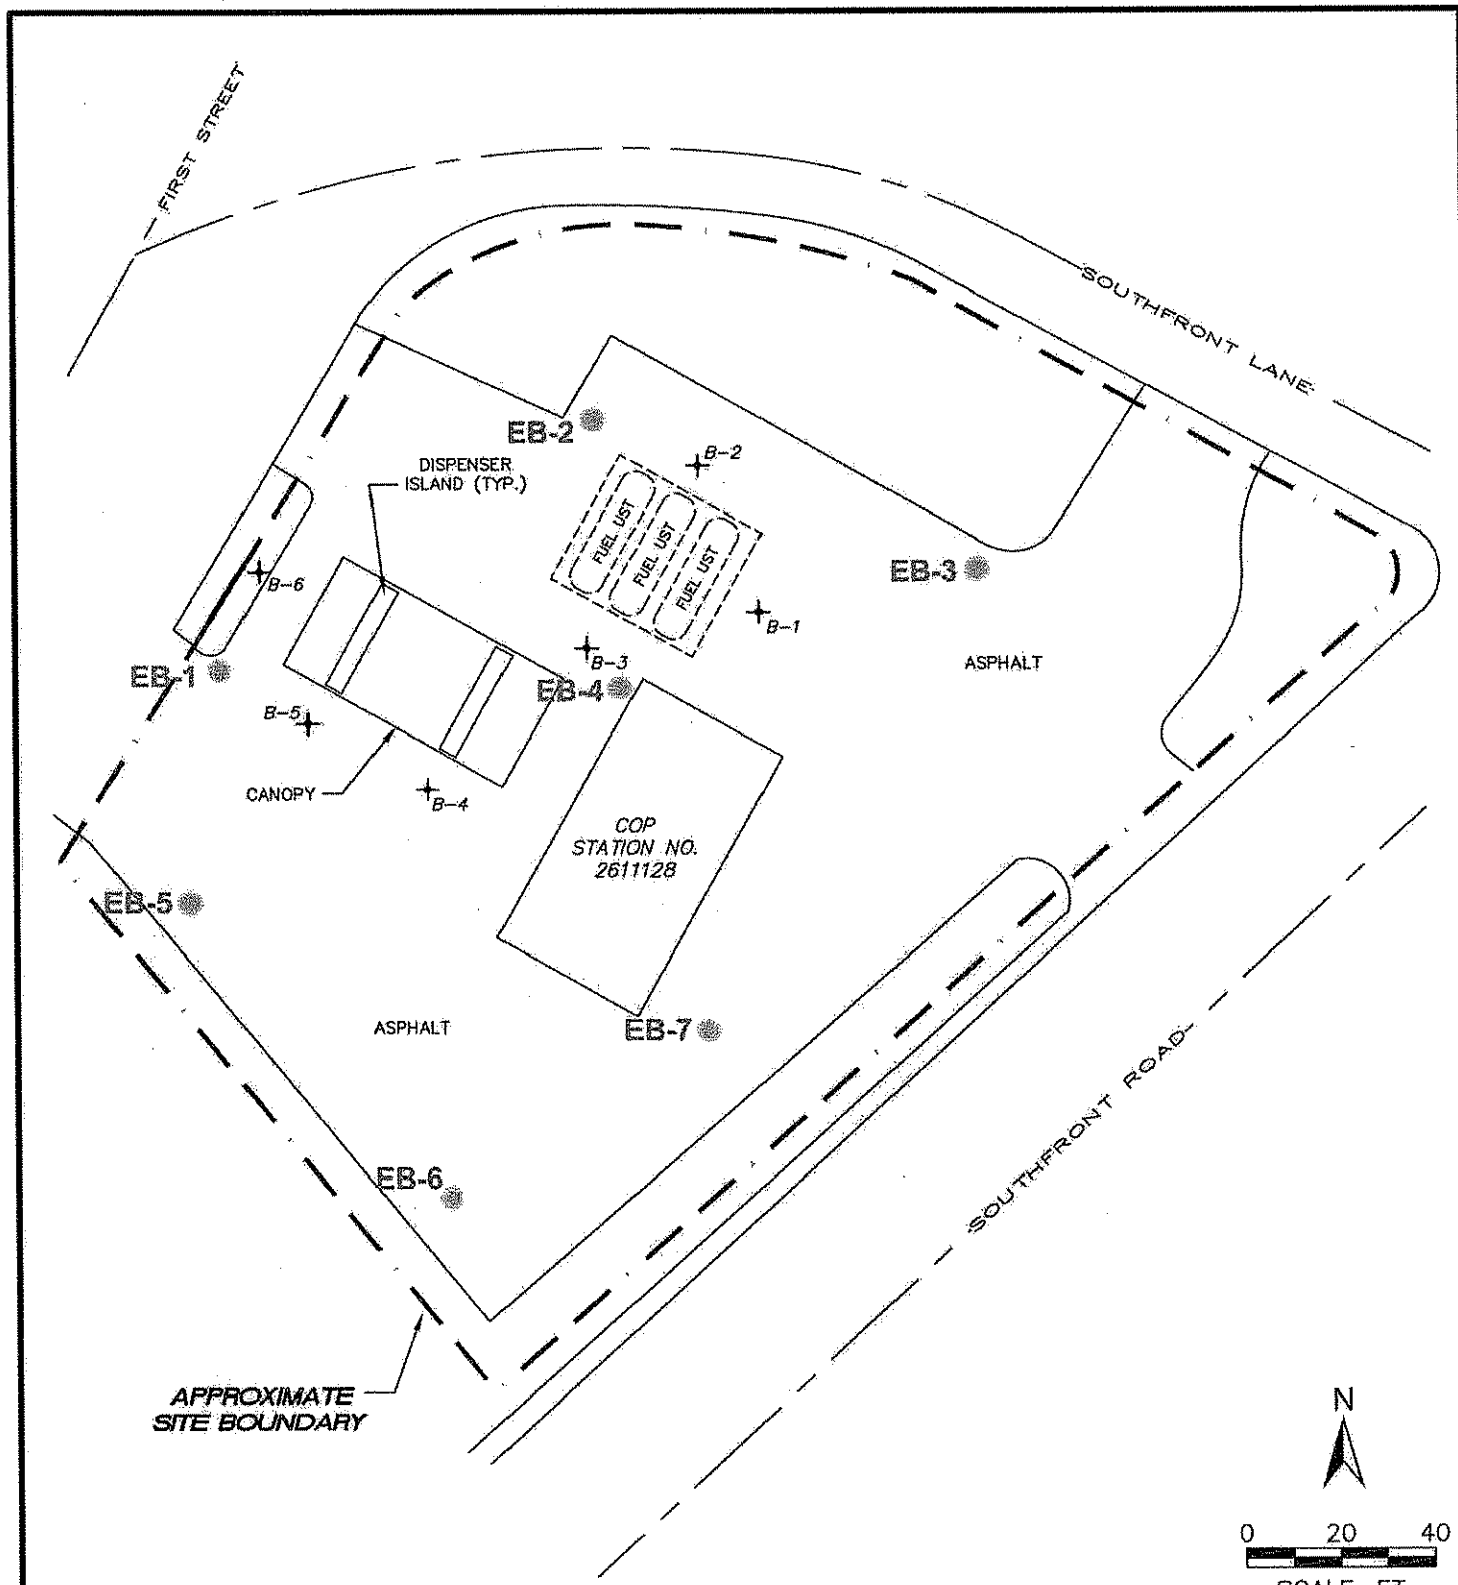 FIRST STREET
SOUTHFRONT LANE
EB-2
B-2
DISPENSER
ISLAND (TYP.)
FUEL UST
FUEL UST
FUEL UST
EB-3
B-6
B-1
B-3
ASPHALT
EB-1
EB-4
B-5
CANOPY
B-4
COP
STATION NO.
2611128
EB-5
ASPHALT
EB-7
SOUTHFRONT ROAD
EB-6
APPROXIMATE
SITE BOUNDARY
N
0 20 40
SCALE FT